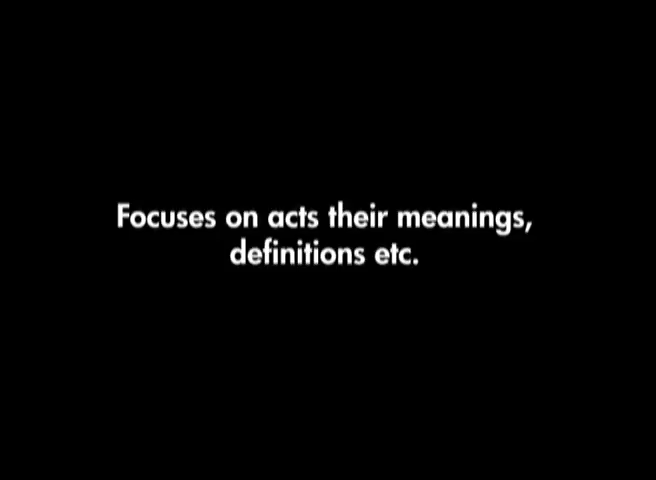 Focuses on acts their meanings,
definitions etc.